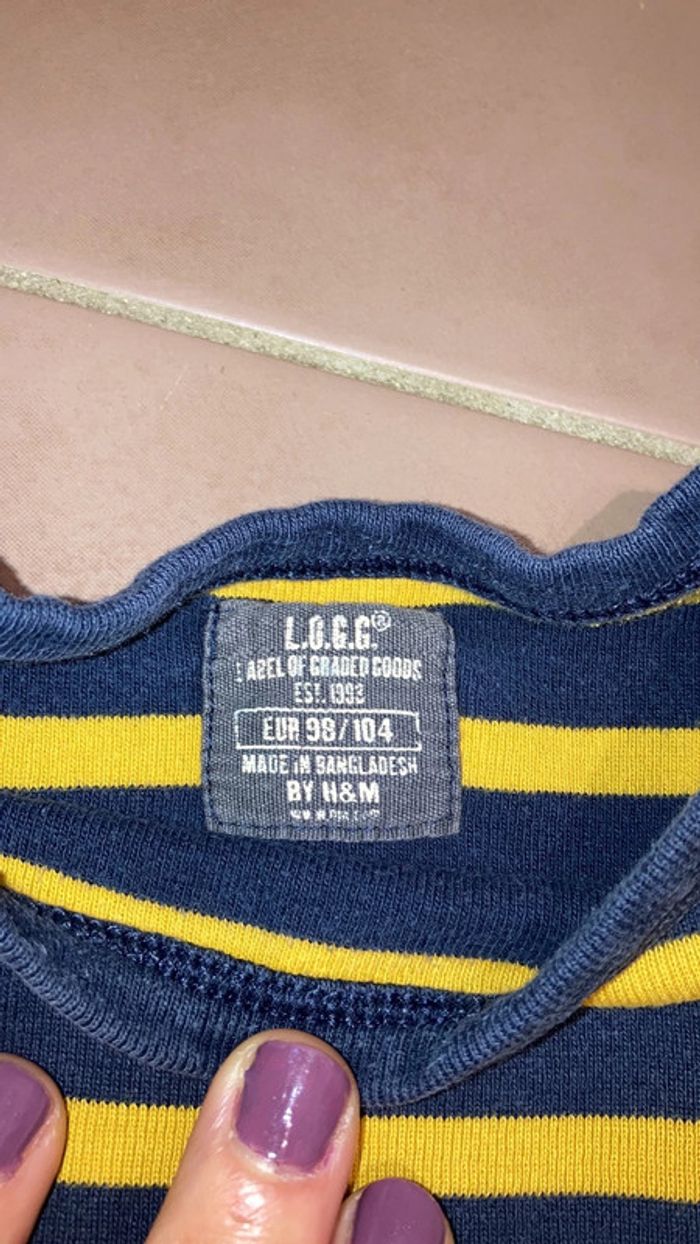 L.O.G.G.®
LABEL OF GRADED GOODS
EST. 1993
EUR 98/104
MADE IN BANGLADESH
BY H&M